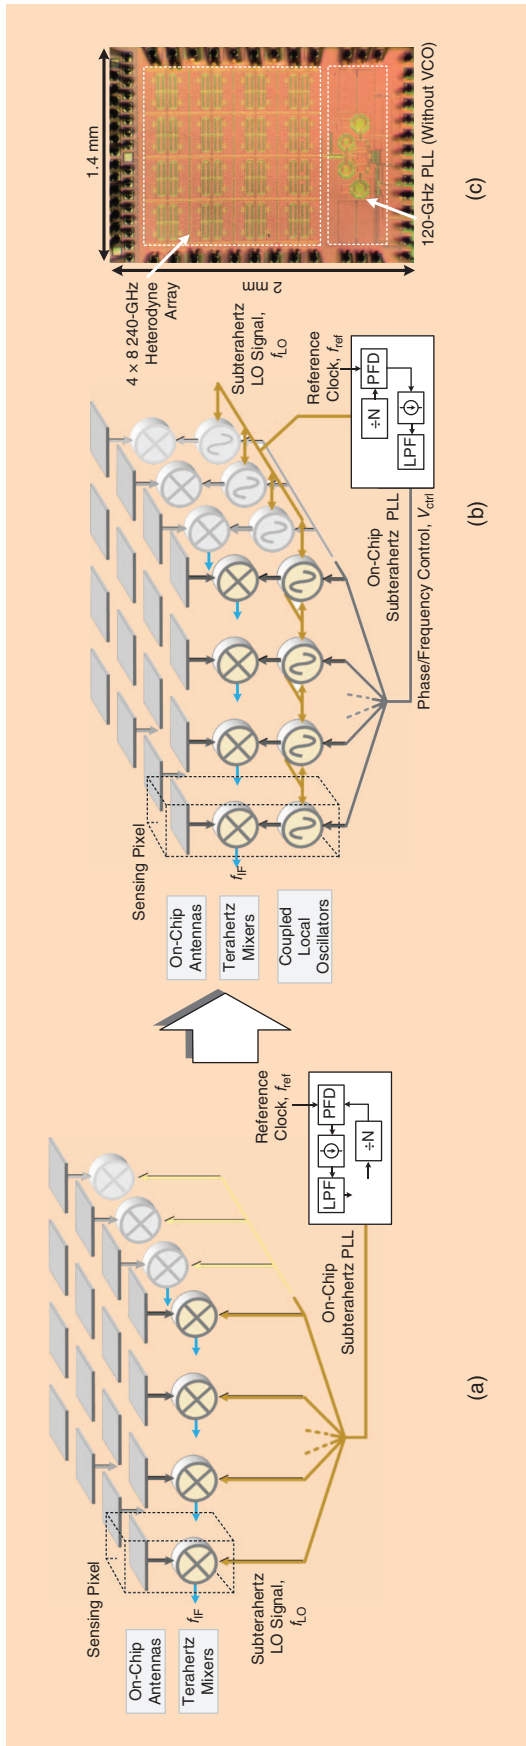 Sensing Pixel
On-Chip
Antennas
f_IF
Terahertz
Mixers
Subterahertz
LO Signal,
f_LO
Reference
Clock, f_ref
LPF
PFD
÷N
On-Chip
Subterahertz PLL
(a)
Sensing Pixel
On-Chip
Antennas
f_IF
Terahertz
Mixers
Coupled
Local
Oscillators
Subterahertz
LO Signal,
f_LO
Reference
Clock, f_ref
÷N
PFD
LPF
On-Chip
Subterahertz PLL
Phase/Frequency Control, V_ctrl
(b)
1.4 mm
4 × 8 240-GHz
Heterodyne
Array
2 mm
120-GHz PLL (Without VCO)
(c)